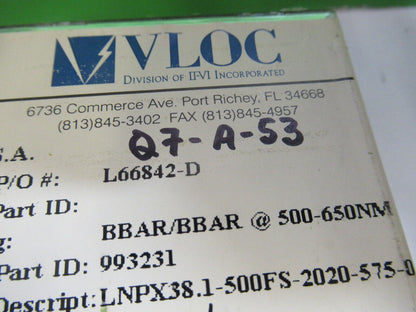 VLOC
DIVISION OF II-VI INCORPORATED
6736 Commerce Ave. Port Richey, FL 34668
(813)845-3402 FAX (813)845-4957
Q7-A-53
S.A.
P/O #: L66842-D
Part ID:
g: BBAR/BBAR @ 500-650NM
Part ID: 993231
Descript:LNPX38.1-500FS-2020-575-0